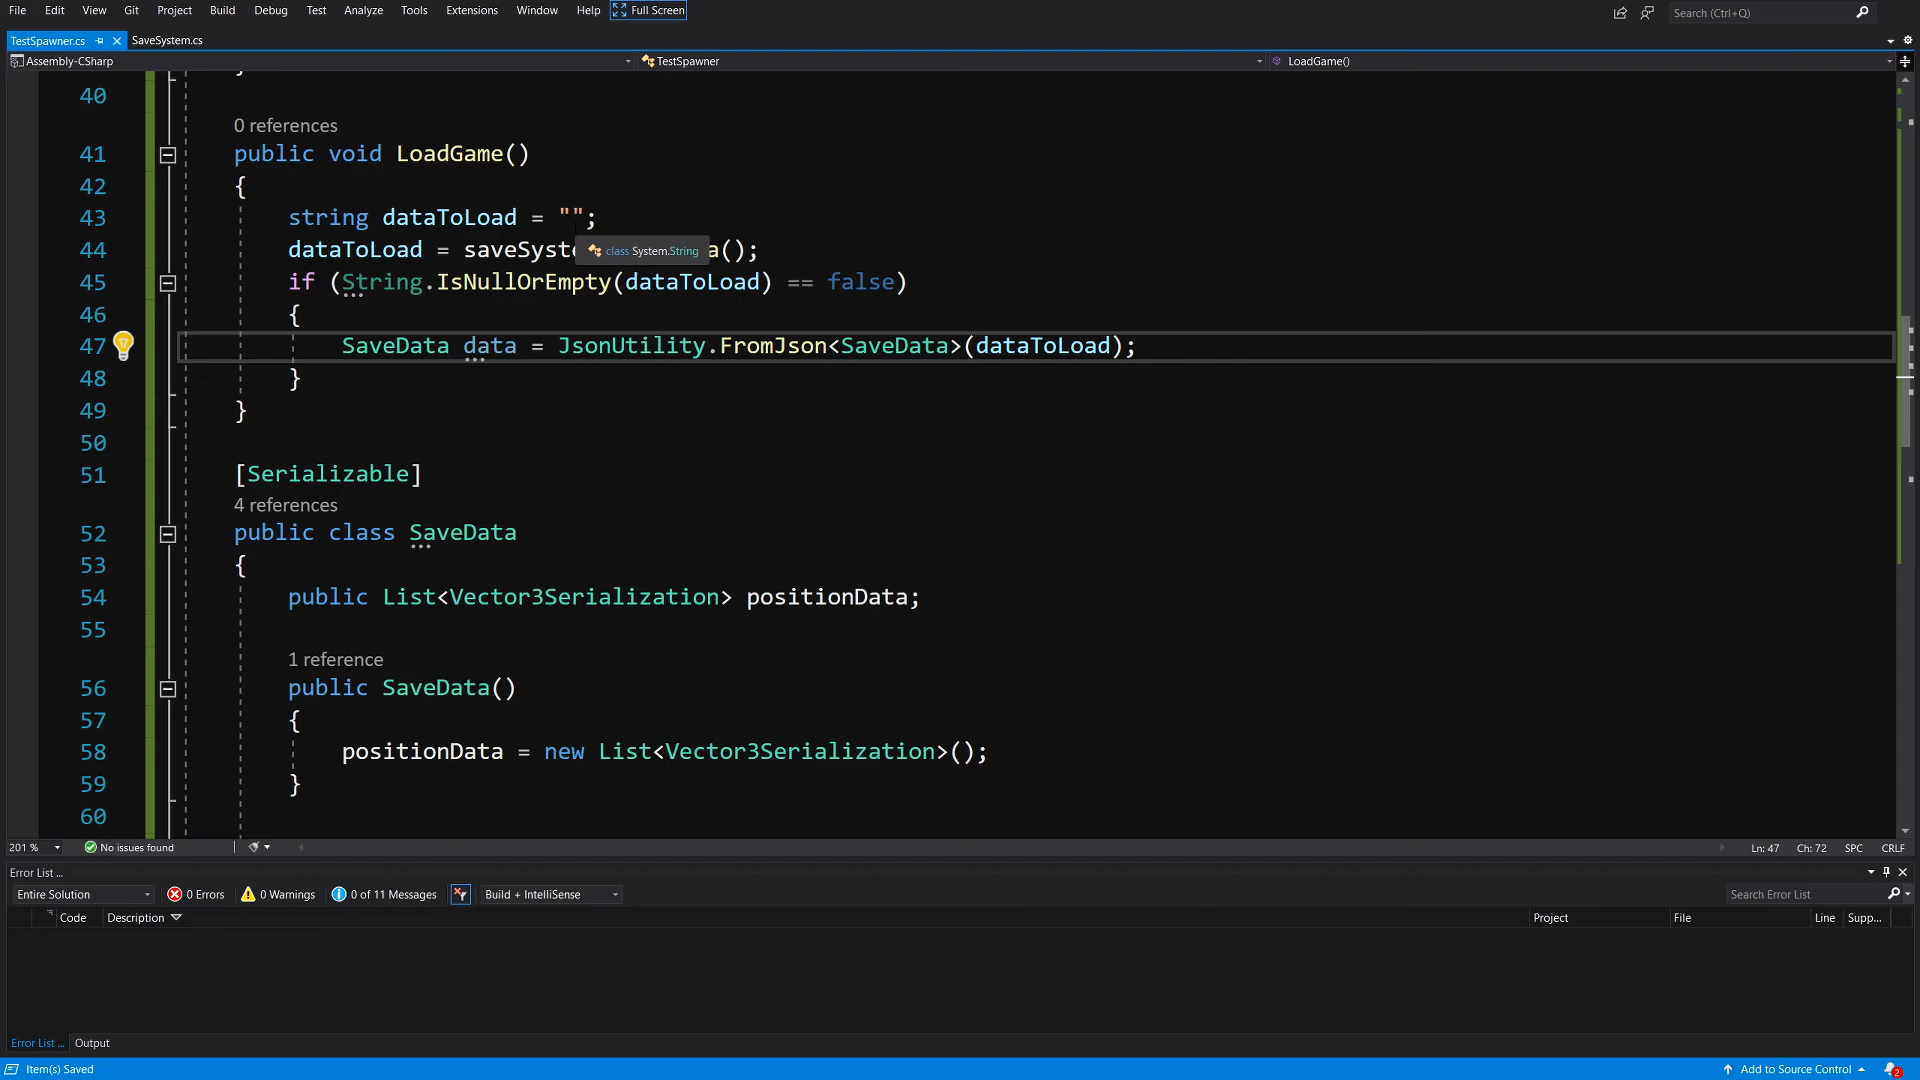 File Edit View Git Project Build Debug Test Analyze Tools Extensions Window Help Full Screen Search (Ctrl+Q)
TestSpawner.cs SaveSystem.cs
Assembly-CSharp TestSpawner LoadGame()
40
0 references
41 public void LoadGame()
42 {
43 string dataToLoad = "";
44 dataToLoad = saveSyst a();
class System.String
45 if (String.IsNullOrEmpty(dataToLoad) == false)
46 {
47 SaveData data = JsonUtility.FromJson<SaveData>(dataToLoad);
48 }
49 }
50
51 [Serializable]
4 references
52 public class SaveData
53 {
54 public List<Vector3Serialization> positionData;
55
1 reference
56 public SaveData()
57 {
58 positionData = new List<Vector3Serialization>();
59 }
60
201 % No issues found Ln: 47 Ch: 72 SPC CRLF
Error List ...
Entire Solution 0 Errors 0 Warnings 0 of 11 Messages Build + IntelliSense Search Error List
Code Description Project File Line Supp...
Error List ... Output
Item(s) Saved Add to Source Control 2